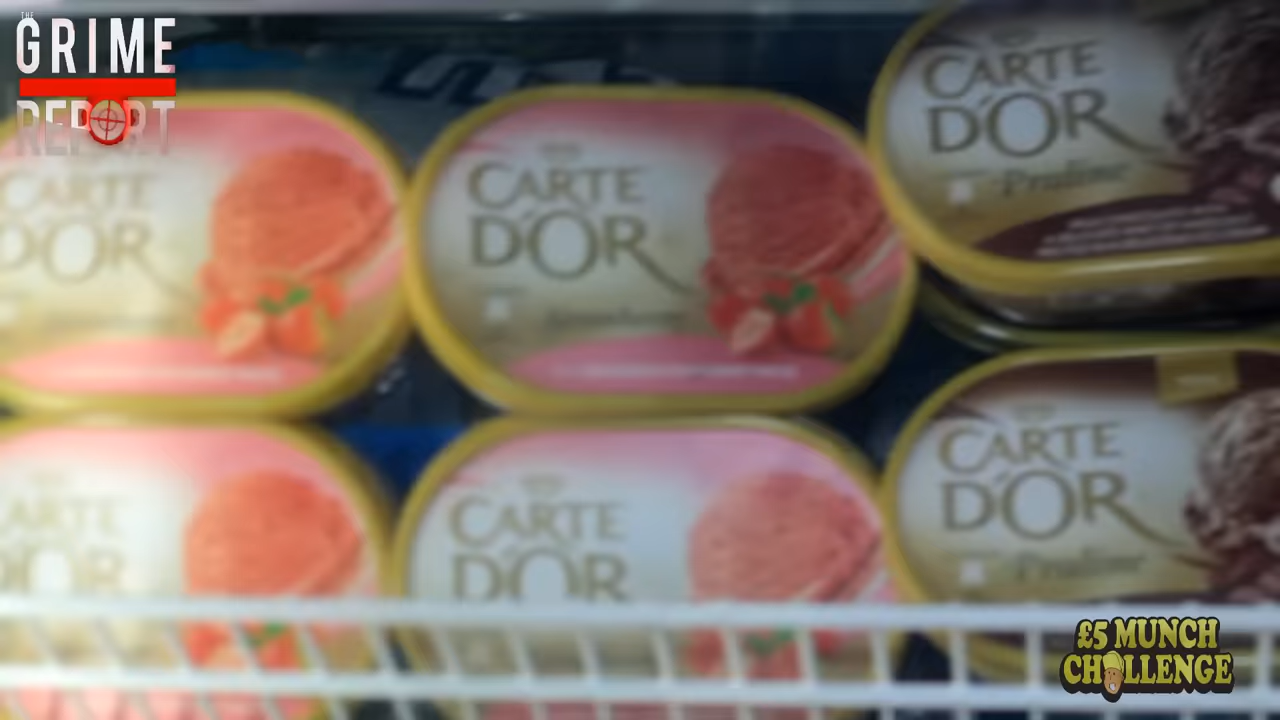 THE
GRIME
REPORT
CARTE
D'OR
CARTE
D'OR
CARTE
D'OR
Praline
CARTE
D'OR
CARTE
D'OR
CARTE
D'OR
Praline
£5 MUNCH
CHALLENGE